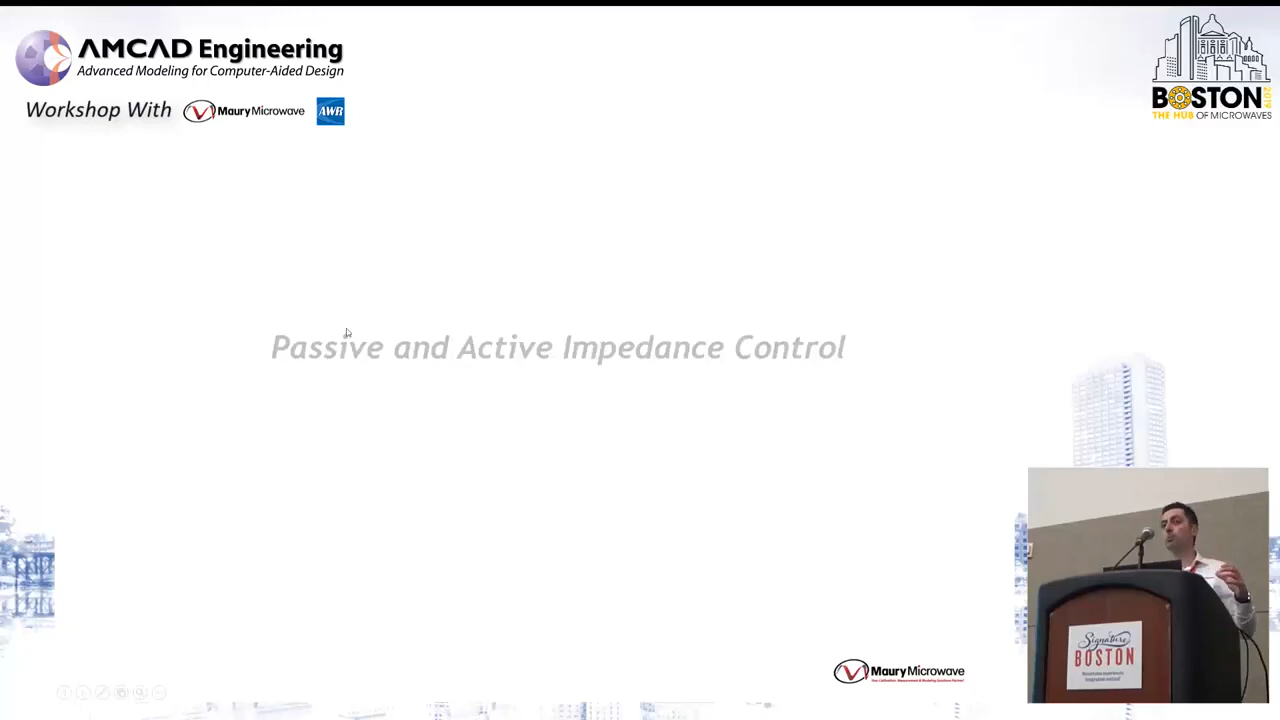 AMCAD Engineering
Advanced Modeling for Computer-Aided Design
Workshop With Maury Microwave AWR
BOSTON 2019
THE HUB OF MICROWAVES
Passive and Active Impedance Control
Signature
BOSTON
Maury Microwave